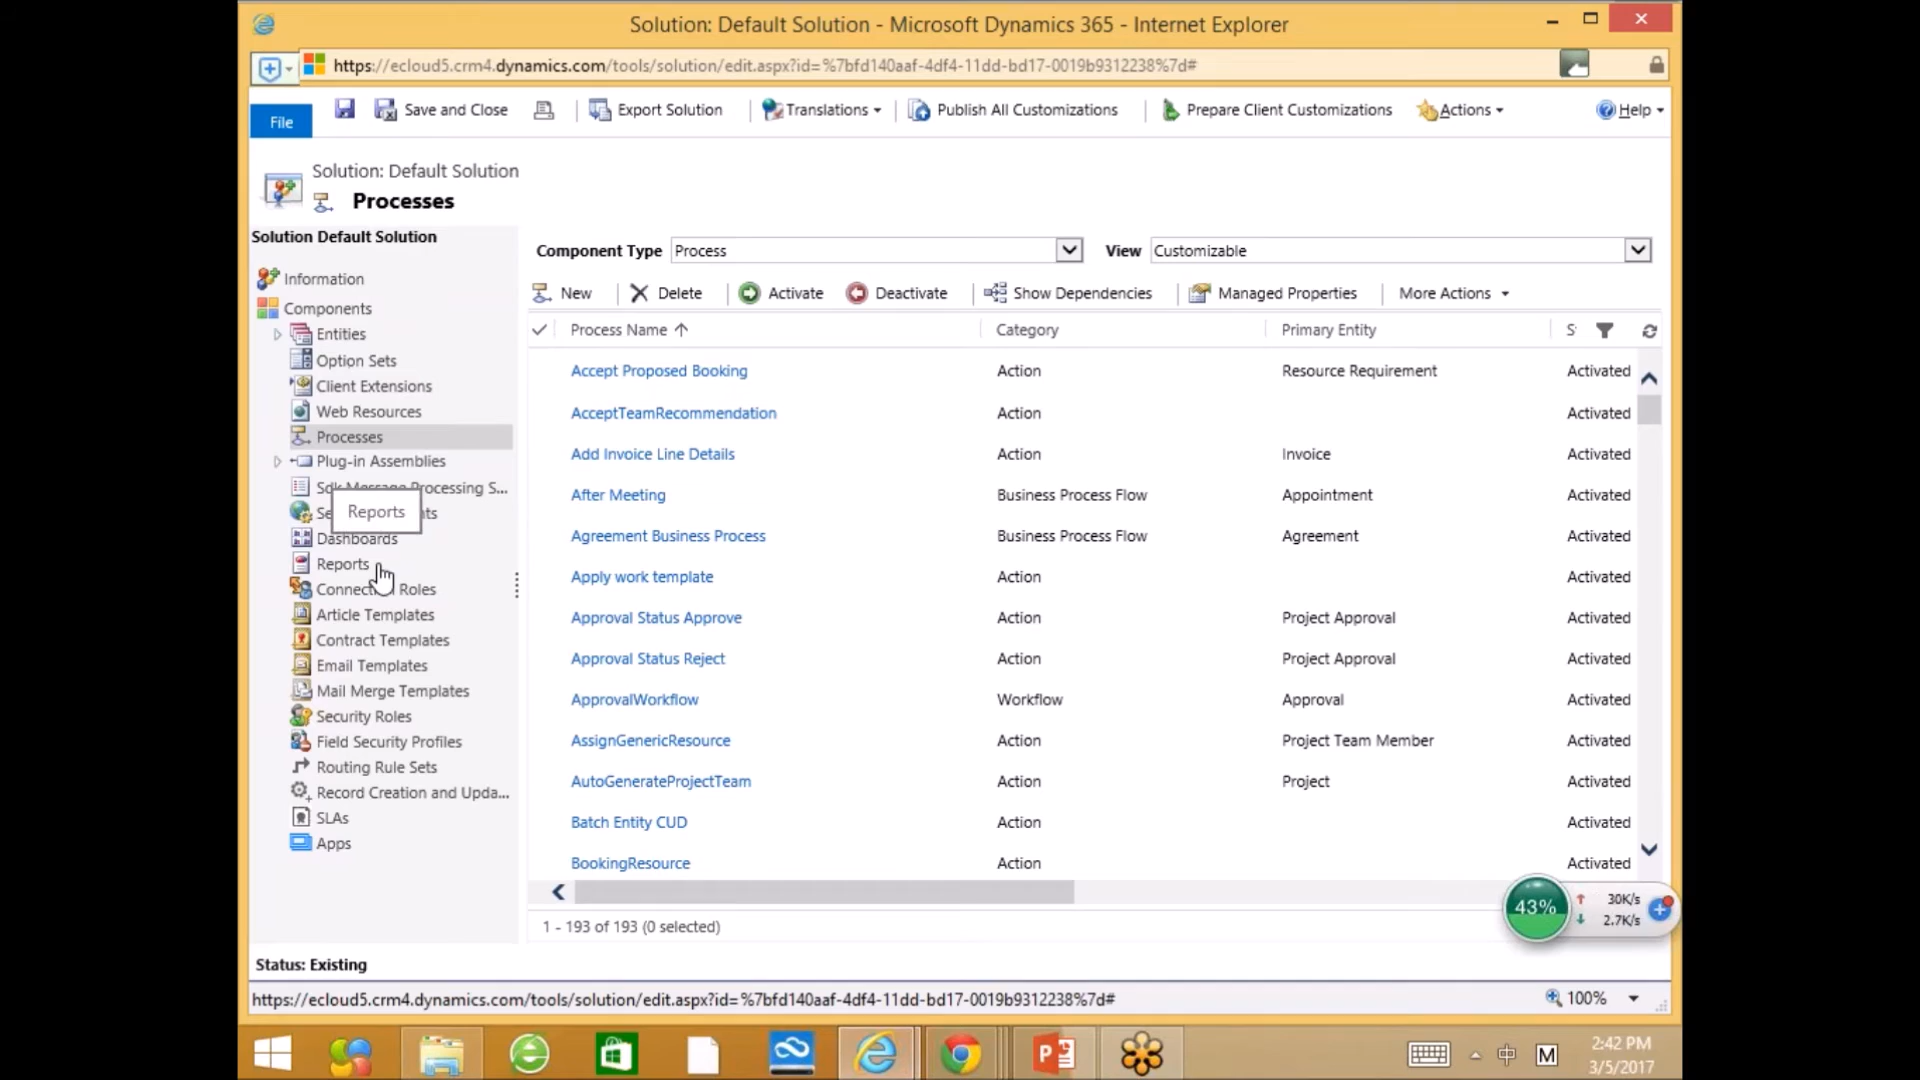 Solution: Default Solution - Microsoft Dynamics 365 - Internet Explorer
https://ecloud5.crm4.dynamics.com/tools/solution/edit.aspx?id=%7bfd140aaf-4df4-11dd-bd17-0019b9312238%7d#
File Save and Close Export Solution Translations Publish All Customizations Prepare Client Customizations Actions Help
Solution: Default Solution
Processes
Solution Default Solution
Information
Components
Entities
Option Sets
Client Extensions
Web Resources
Processes
Plug-in Assemblies
Sdk Message Processing S...
Reports
Dashboards
Reports
Roles
Article Templates
Contract Templates
Email Templates
Mail Merge Templates
Security Roles
Field Security Profiles
Routing Rule Sets
Record Creation and Upda...
SLAs
Apps
Component Type Process View Customizable
New Delete Activate Deactivate Show Dependencies Managed Properties More Actions
Process Name Category Primary Entity
Accept Proposed Booking Action Resource Requirement Activated
AcceptTeamRecommendation Action Activated
Add Invoice Line Details Action Invoice Activated
After Meeting Business Process Flow Appointment Activated
Agreement Business Process Business Process Flow Agreement Activated
Apply work template Action Activated
Approval Status Approve Action Project Approval Activated
Approval Status Reject Action Project Approval Activated
ApprovalWorkflow Workflow Approval Activated
AssignGenericResource Action Project Team Member Activated
AutoGenerateProjectTeam Action Project Activated
Batch Entity CUD Action Activated
BookingResource Action Activated
1 - 193 of 193 (0 selected)
43% 30K/s
2.7K/s
Status: Existing
https://ecloud5.crm4.dynamics.com/tools/solution/edit.aspx?id=%7bfd140aaf-4df4-11dd-bd17-0019b9312238%7d#
100%
中 M
2:42 PM
3/5/2017